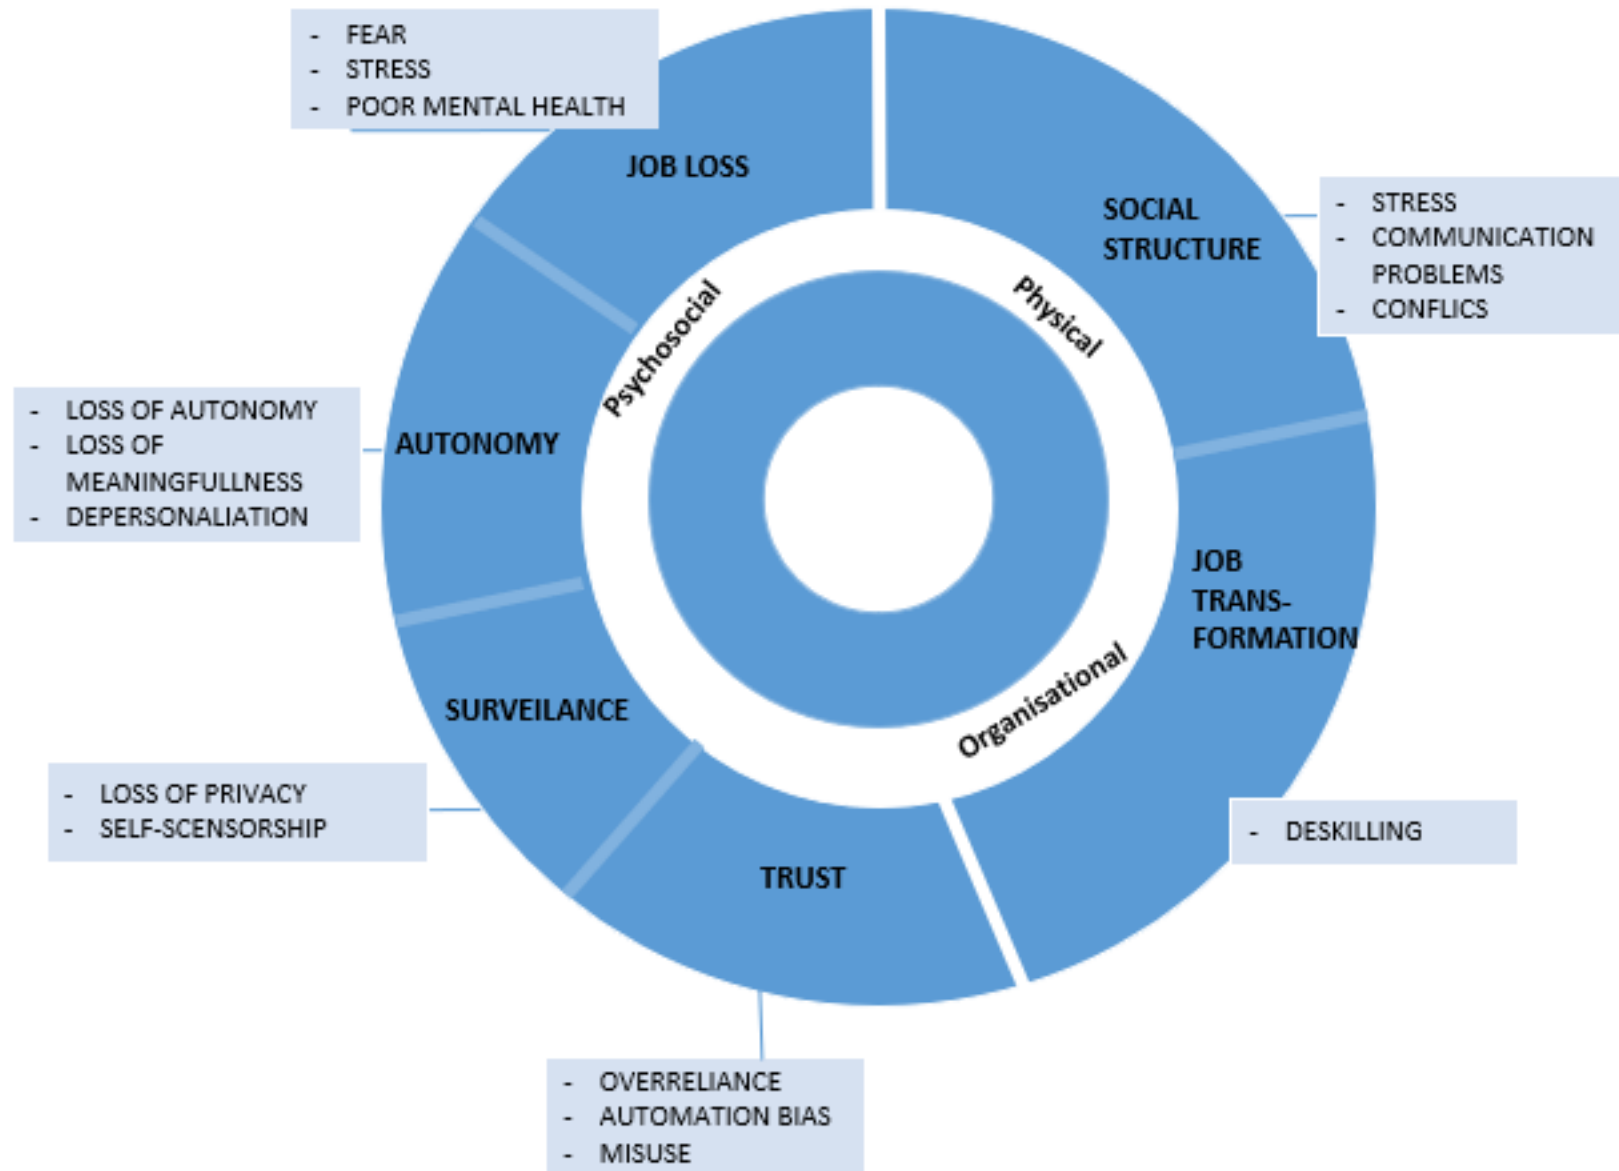 - FEAR
- STRESS
- POOR MENTAL HEALTH
JOB LOSS
SOCIAL
STRUCTURE
- STRESS
- COMMUNICATION
PROBLEMS
- CONFLICS
Psychosocial
Physical
- LOSS OF AUTONOMY
- LOSS OF
MEANINGFULLNESS
- DEPERSONALIATION
AUTONOMY
JOB
TRANS-
FORMATION
SURVEILANCE
Organisational
- LOSS OF PRIVACY
- SELF-SCENSORSHIP
- DESKILLING
TRUST
- OVERRELIANCE
- AUTOMATION BIAS
- MISUSE